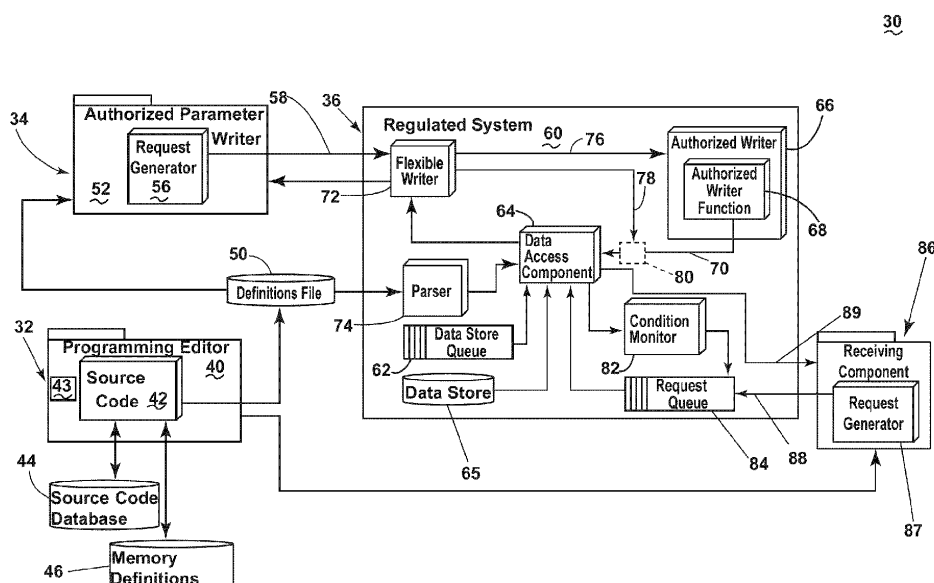 30
34
Authorized Parameter
Writer
Request
Generator
52
56
58
36
Regulated System
60
76
66
Flexible
Writer
72
Authorized Writer
Authorized
Writer
Function
68
78
64
Data
Access
Component
80
70
86
50
Definitions File
Parser
74
Data Store
Queue
62
Data Store
65
Condition
Monitor
82
89
Request
Queue
84
88
Receiving
Component
Request
Generator
87
32
Programming Editor
43
40
Source
Code 42
44
Source Code
Database
46
Memory
Definitions